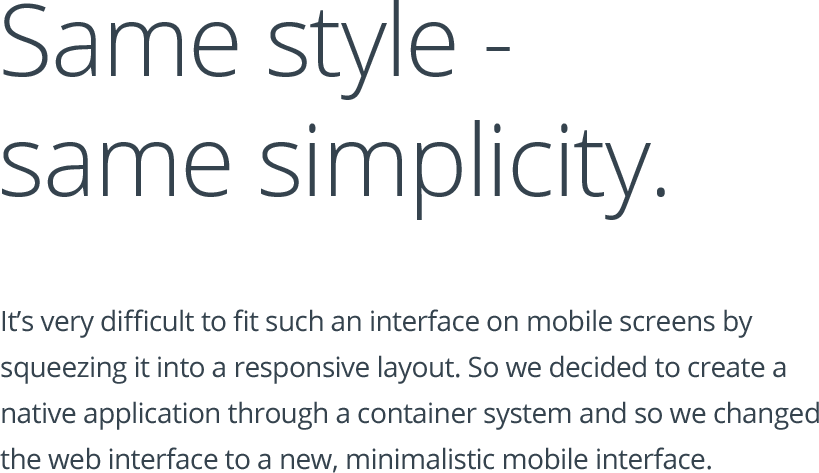 Same style -
same simplicity.
It’s very difficult to fit such an interface on mobile screens by
squeezing it into a responsive layout. So we decided to create a
native application through a container system and so we changed
the web interface to a new, minimalistic mobile interface.